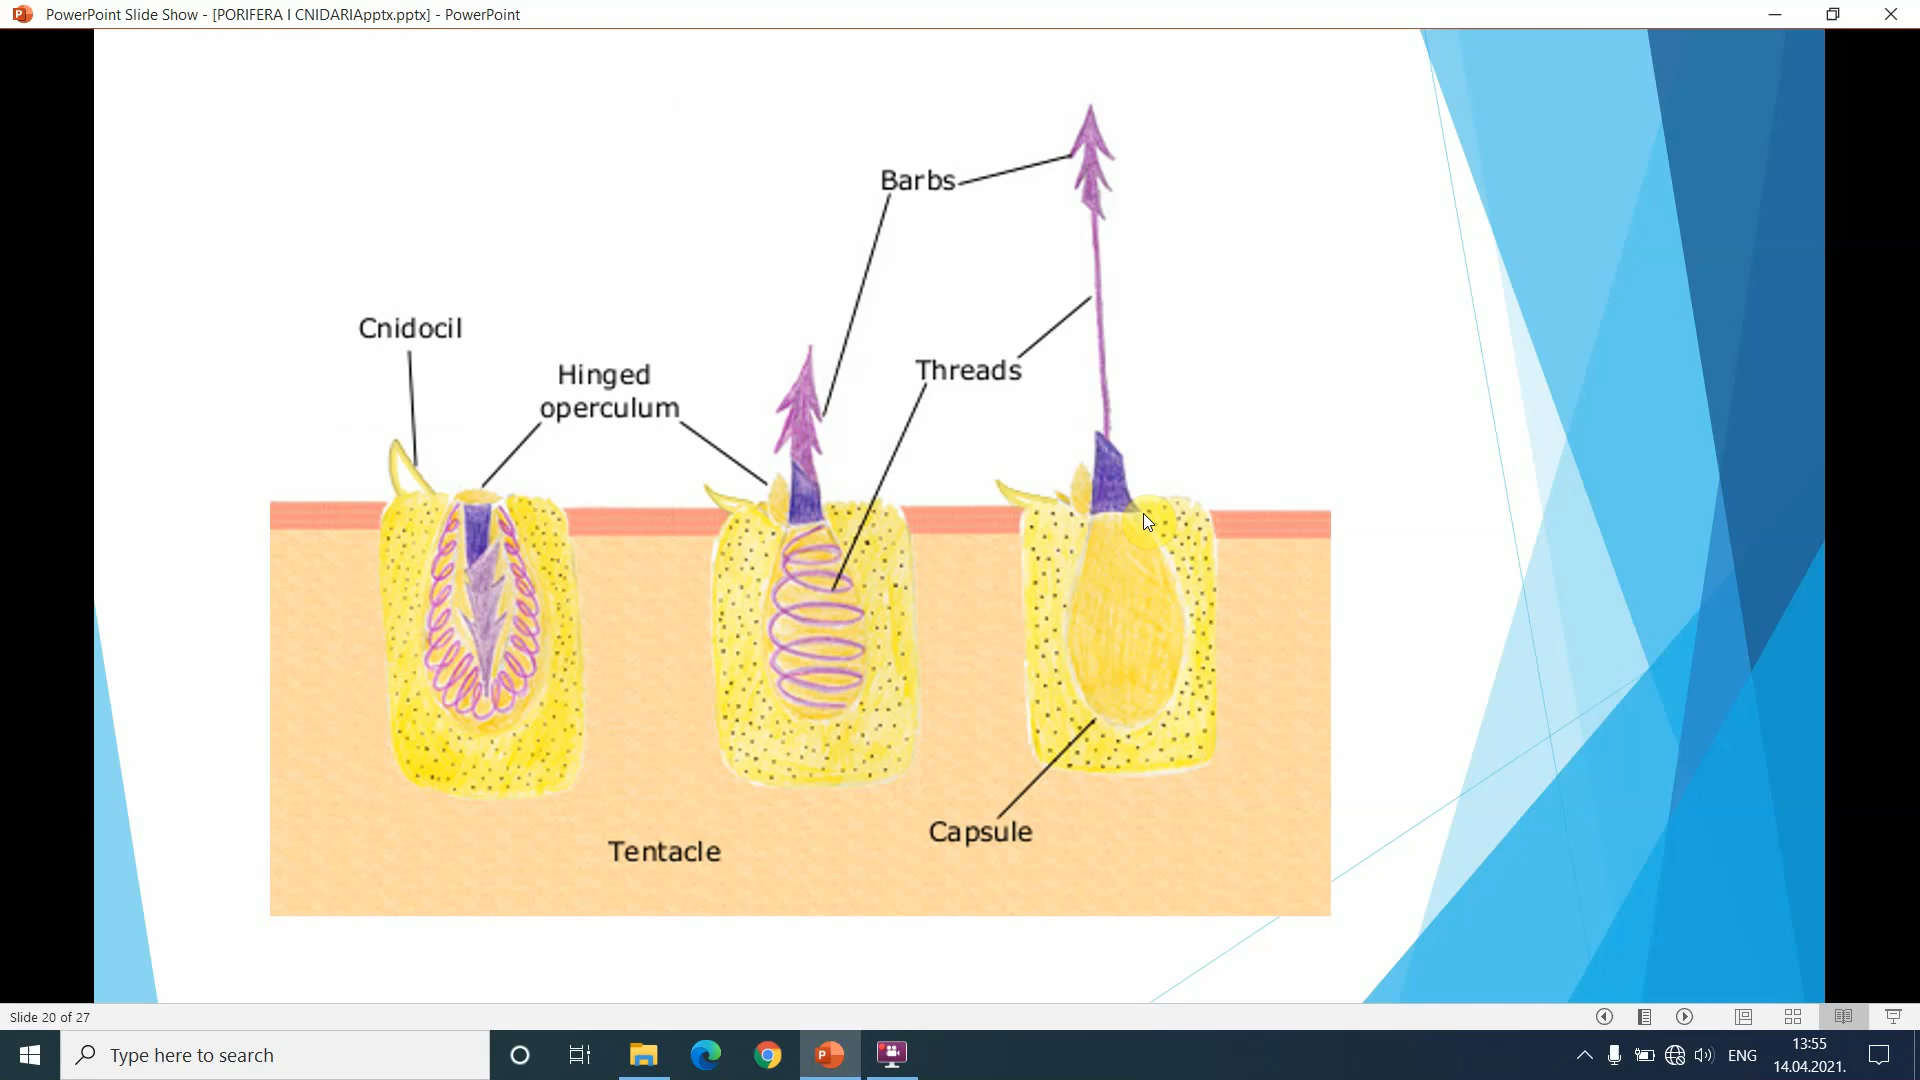 PowerPoint Slide Show - [PORIFERA I CNIDARIApptx.pptx] - PowerPoint
Barbs
Cnidocil
Hinged
operculum
Threads
Capsule
Tentacle
Slide 20 of 27
Type here to search
ENG
13:55
14.04.2021.